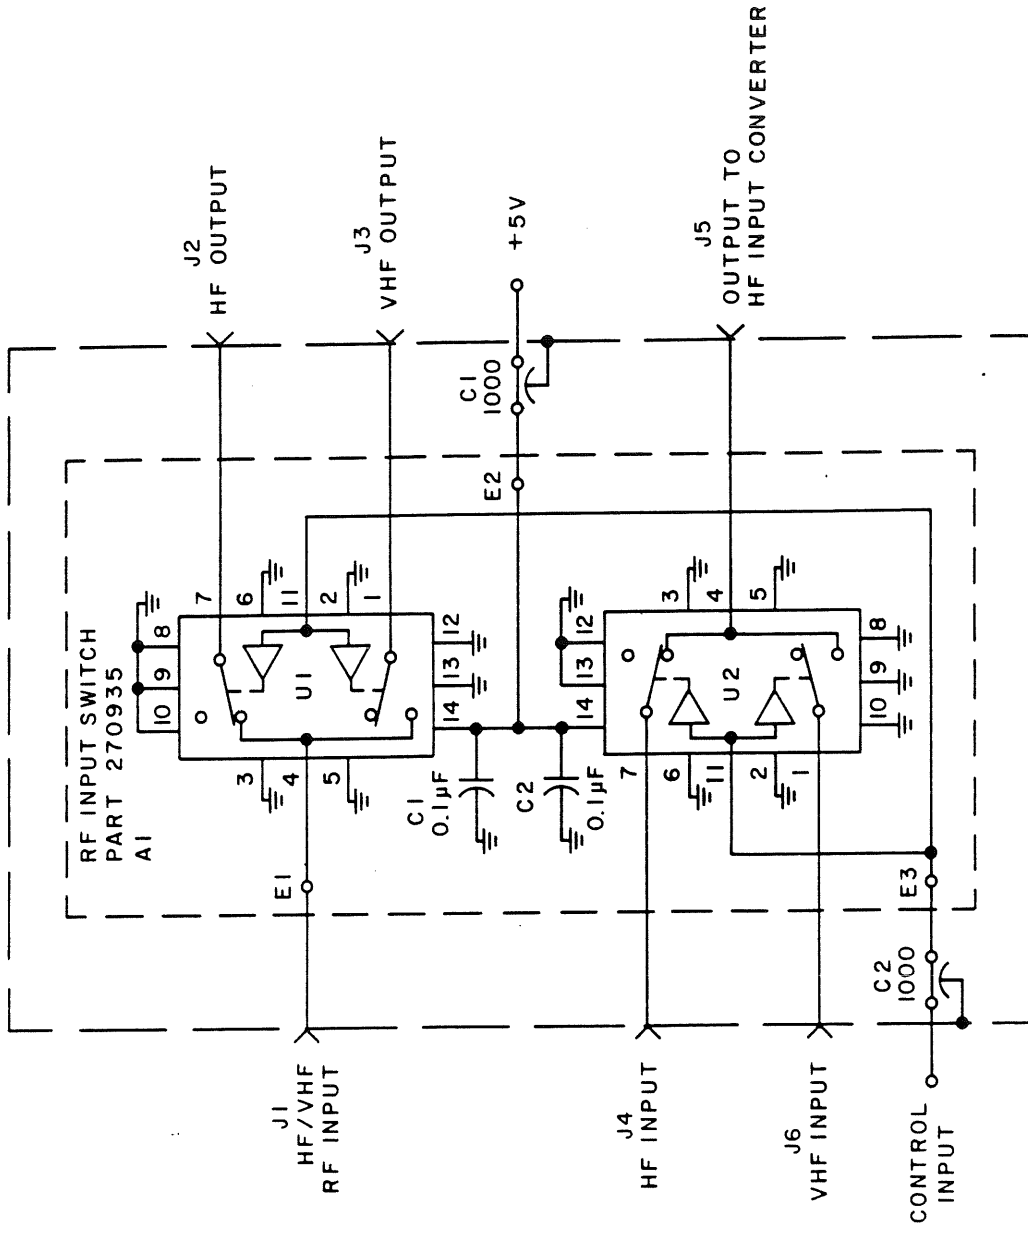 RF INPUT SWITCH
PART 270935
A1
J1
HF/VHF
RF INPUT
E1
3
4
5
10
9
8
U1
7
6
11
2
1
14
13
12
J2
HF OUTPUT
J3
VHF OUTPUT
C1
0.1µF
C2
0.1µF
E2
C1
1000
+5V
J4
HF INPUT
J6
VHF INPUT
7
6
11
2
1
14
13
12
U2
3
4
5
10
9
8
J5
OUTPUT TO
HF INPUT CONVERTER
CONTROL
INPUT
C2
1000
E3